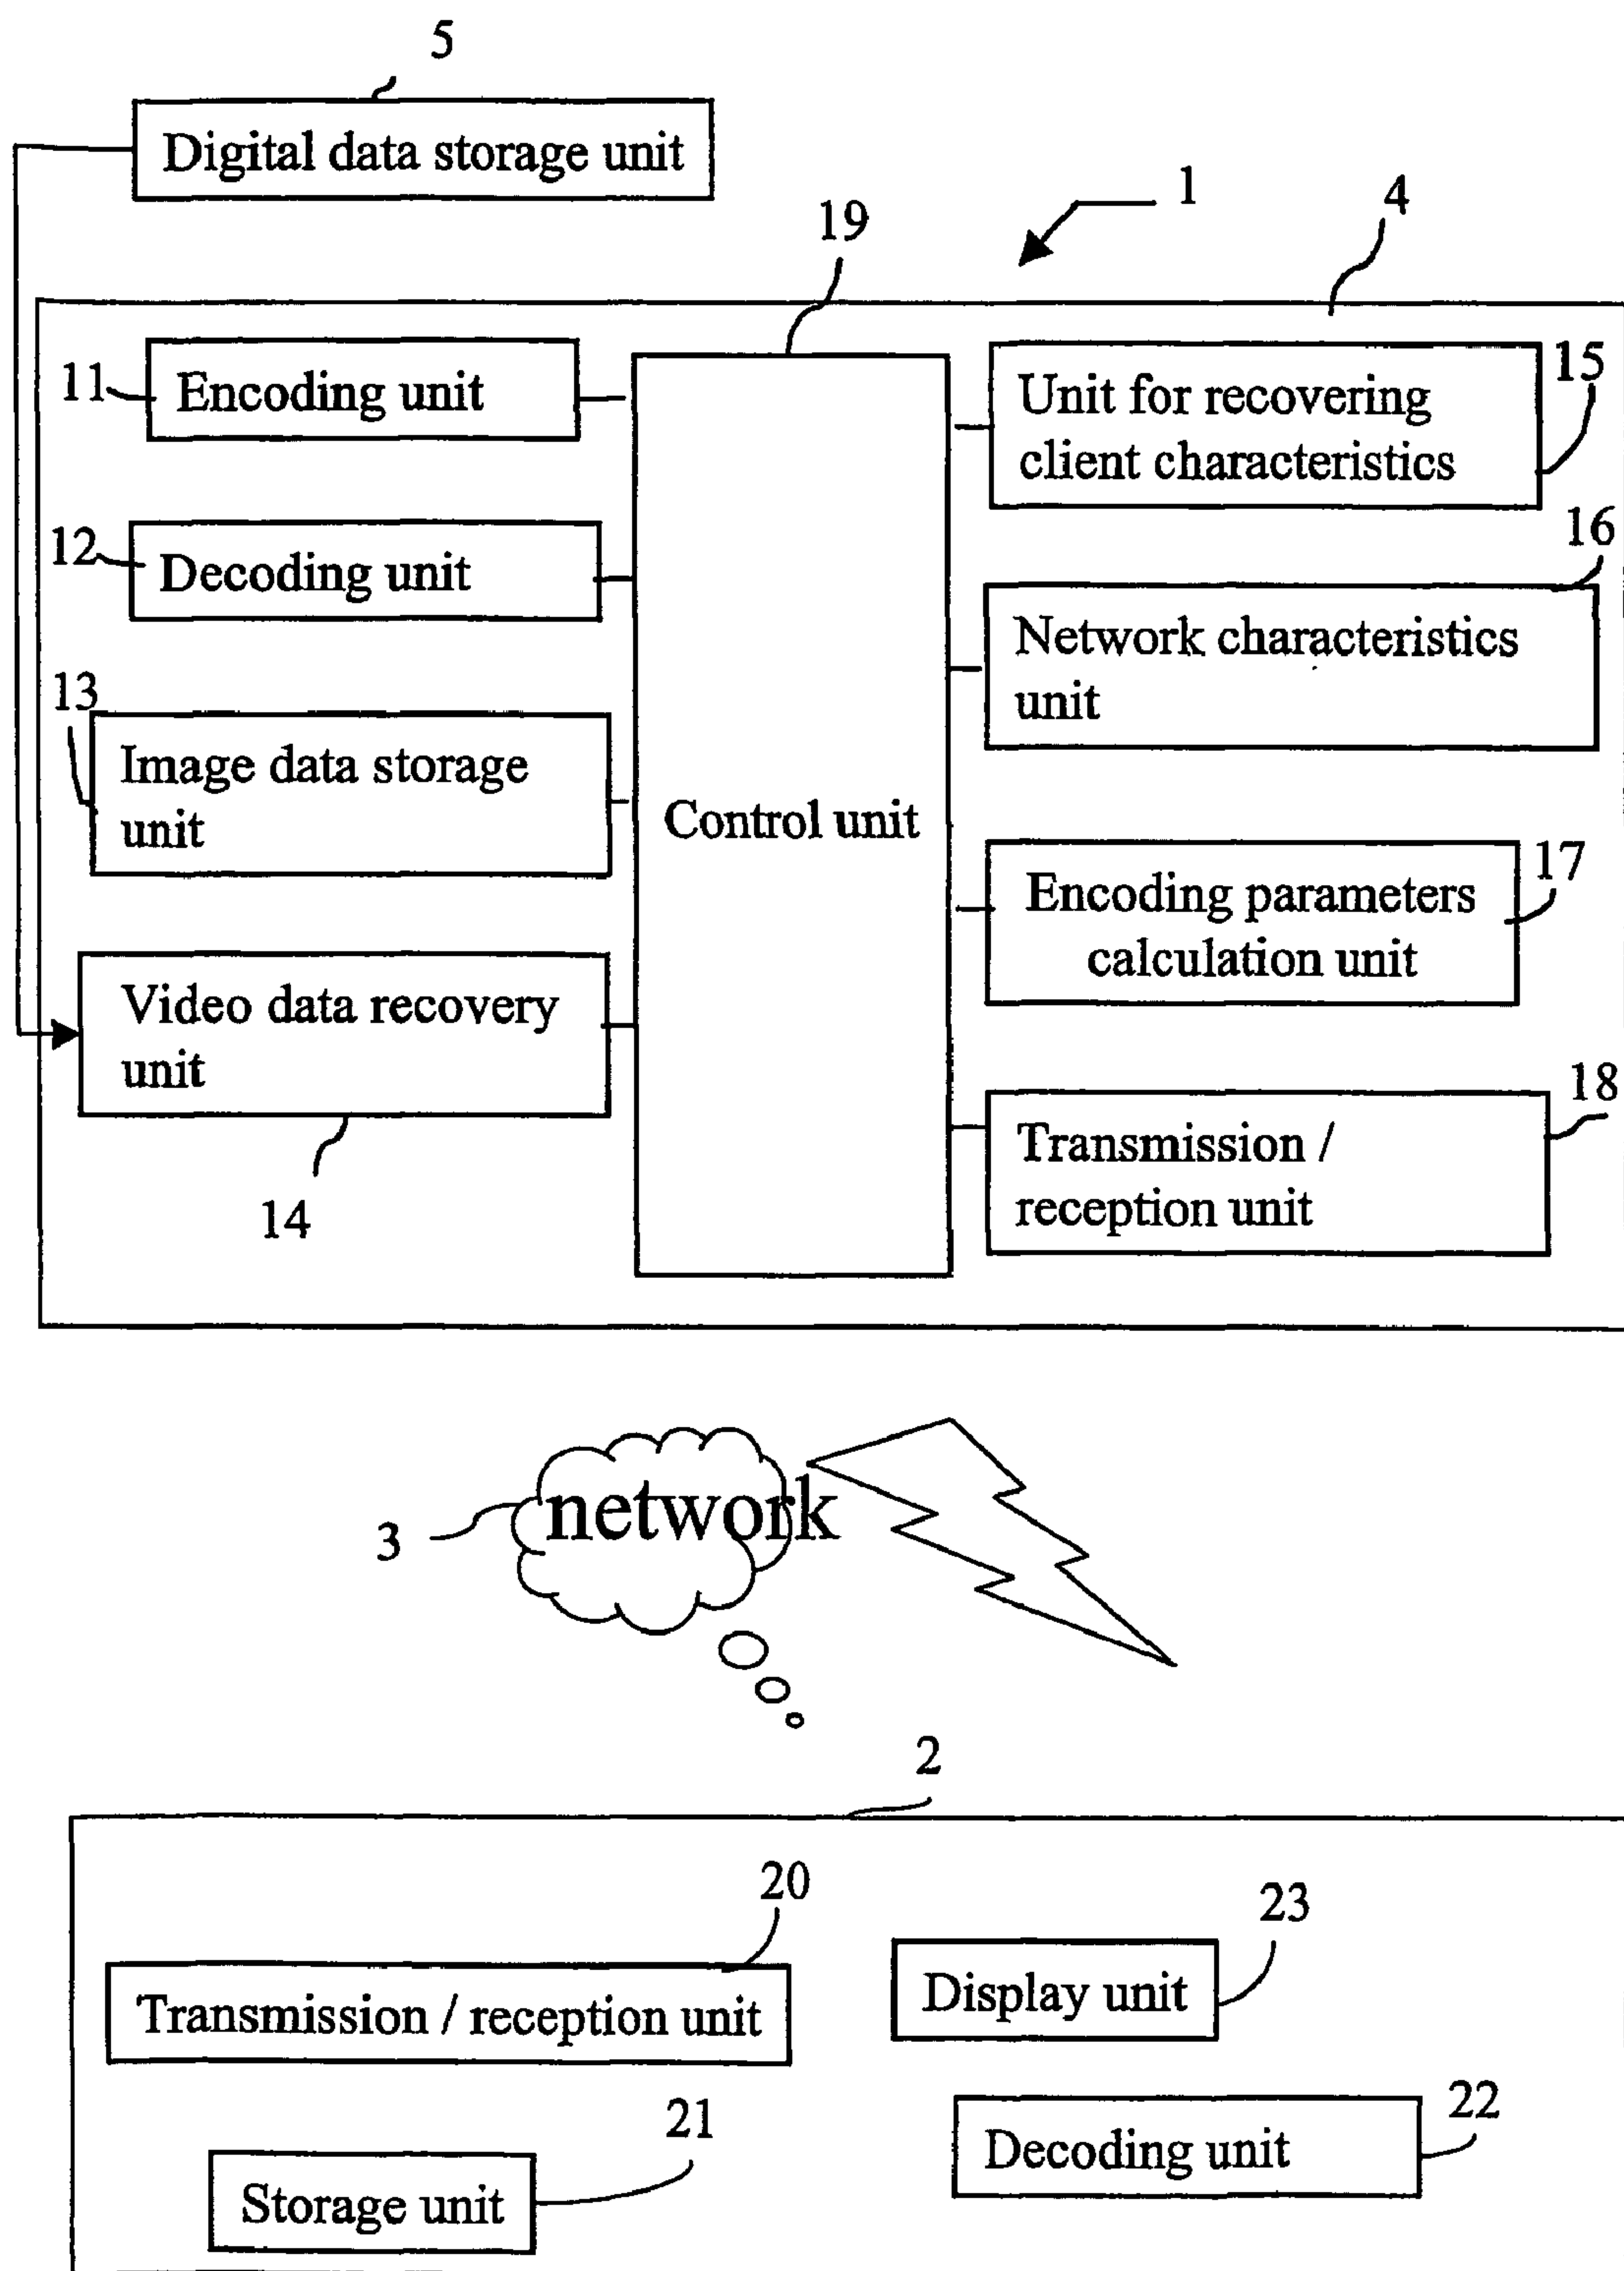 5
Digital data storage unit
1
4
19
11
Encoding unit
Unit for recovering
client characteristics
15
12
Decoding unit
16
Network characteristics
unit
13
Image data storage
unit
Control unit
17
Encoding parameters
calculation unit
Video data recovery
unit
14
18
Transmission /
reception unit
3
network
2
20
Transmission / reception unit
23
Display unit
21
Storage unit
22
Decoding unit